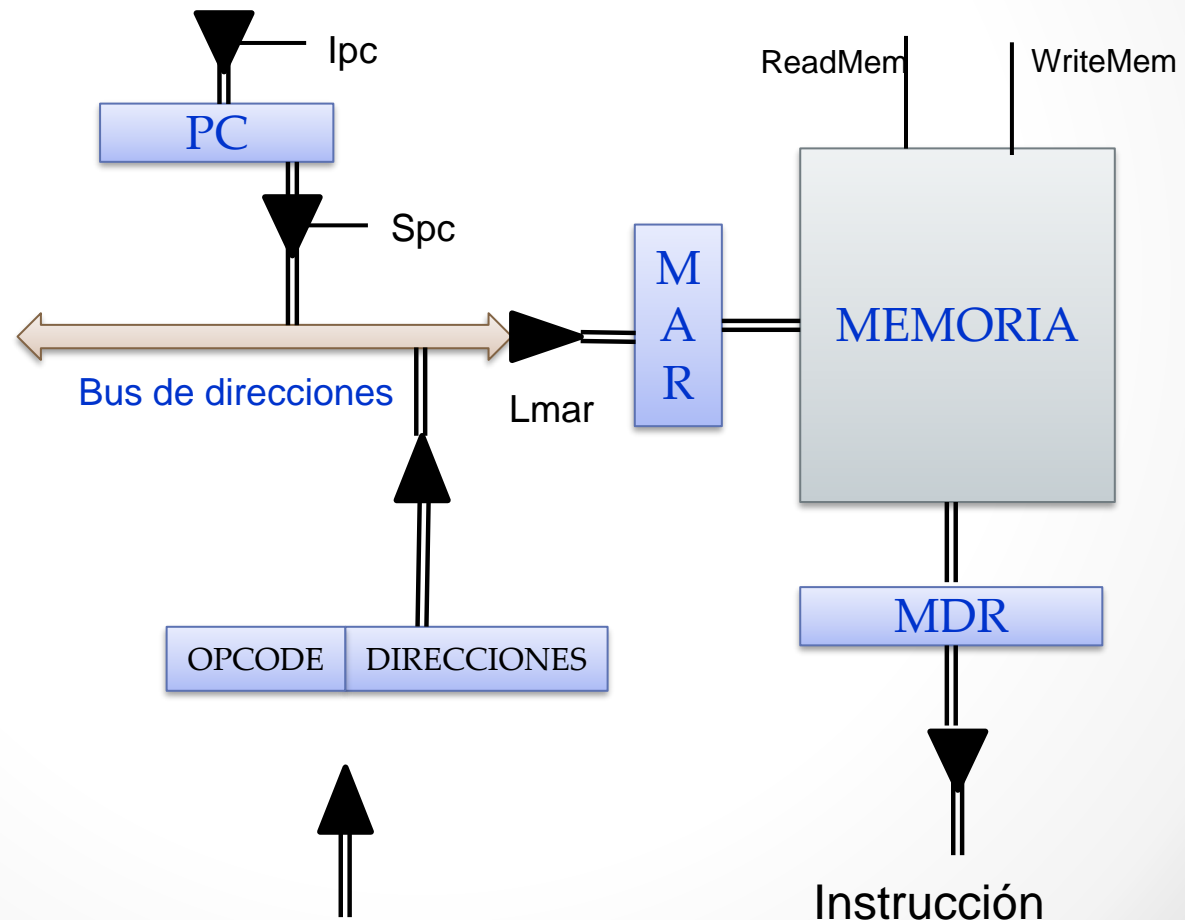 Ipc
ReadMem
WriteMem
PC
Spc
M
A
R
MEMORIA
Bus de direcciones
Lmar
MDR
OPCODE
DIRECCIONES
Instrucción